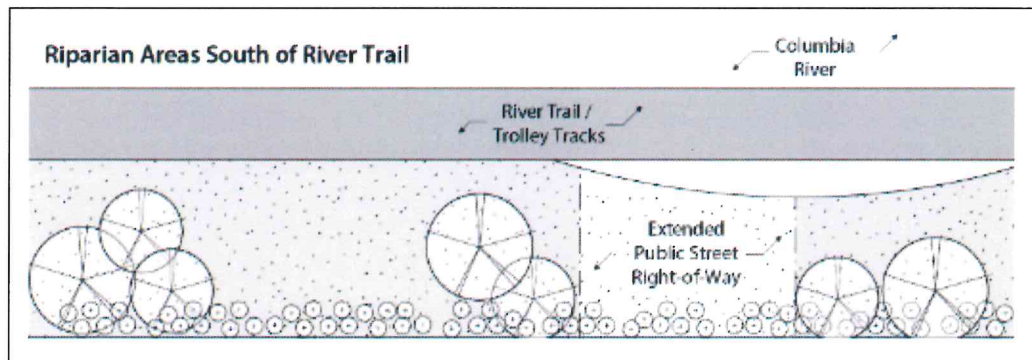 Riparian Areas South of River Trail
Columbia
River
River Trail /
Trolley Tracks
Extended
Public Street
Right-of-Way